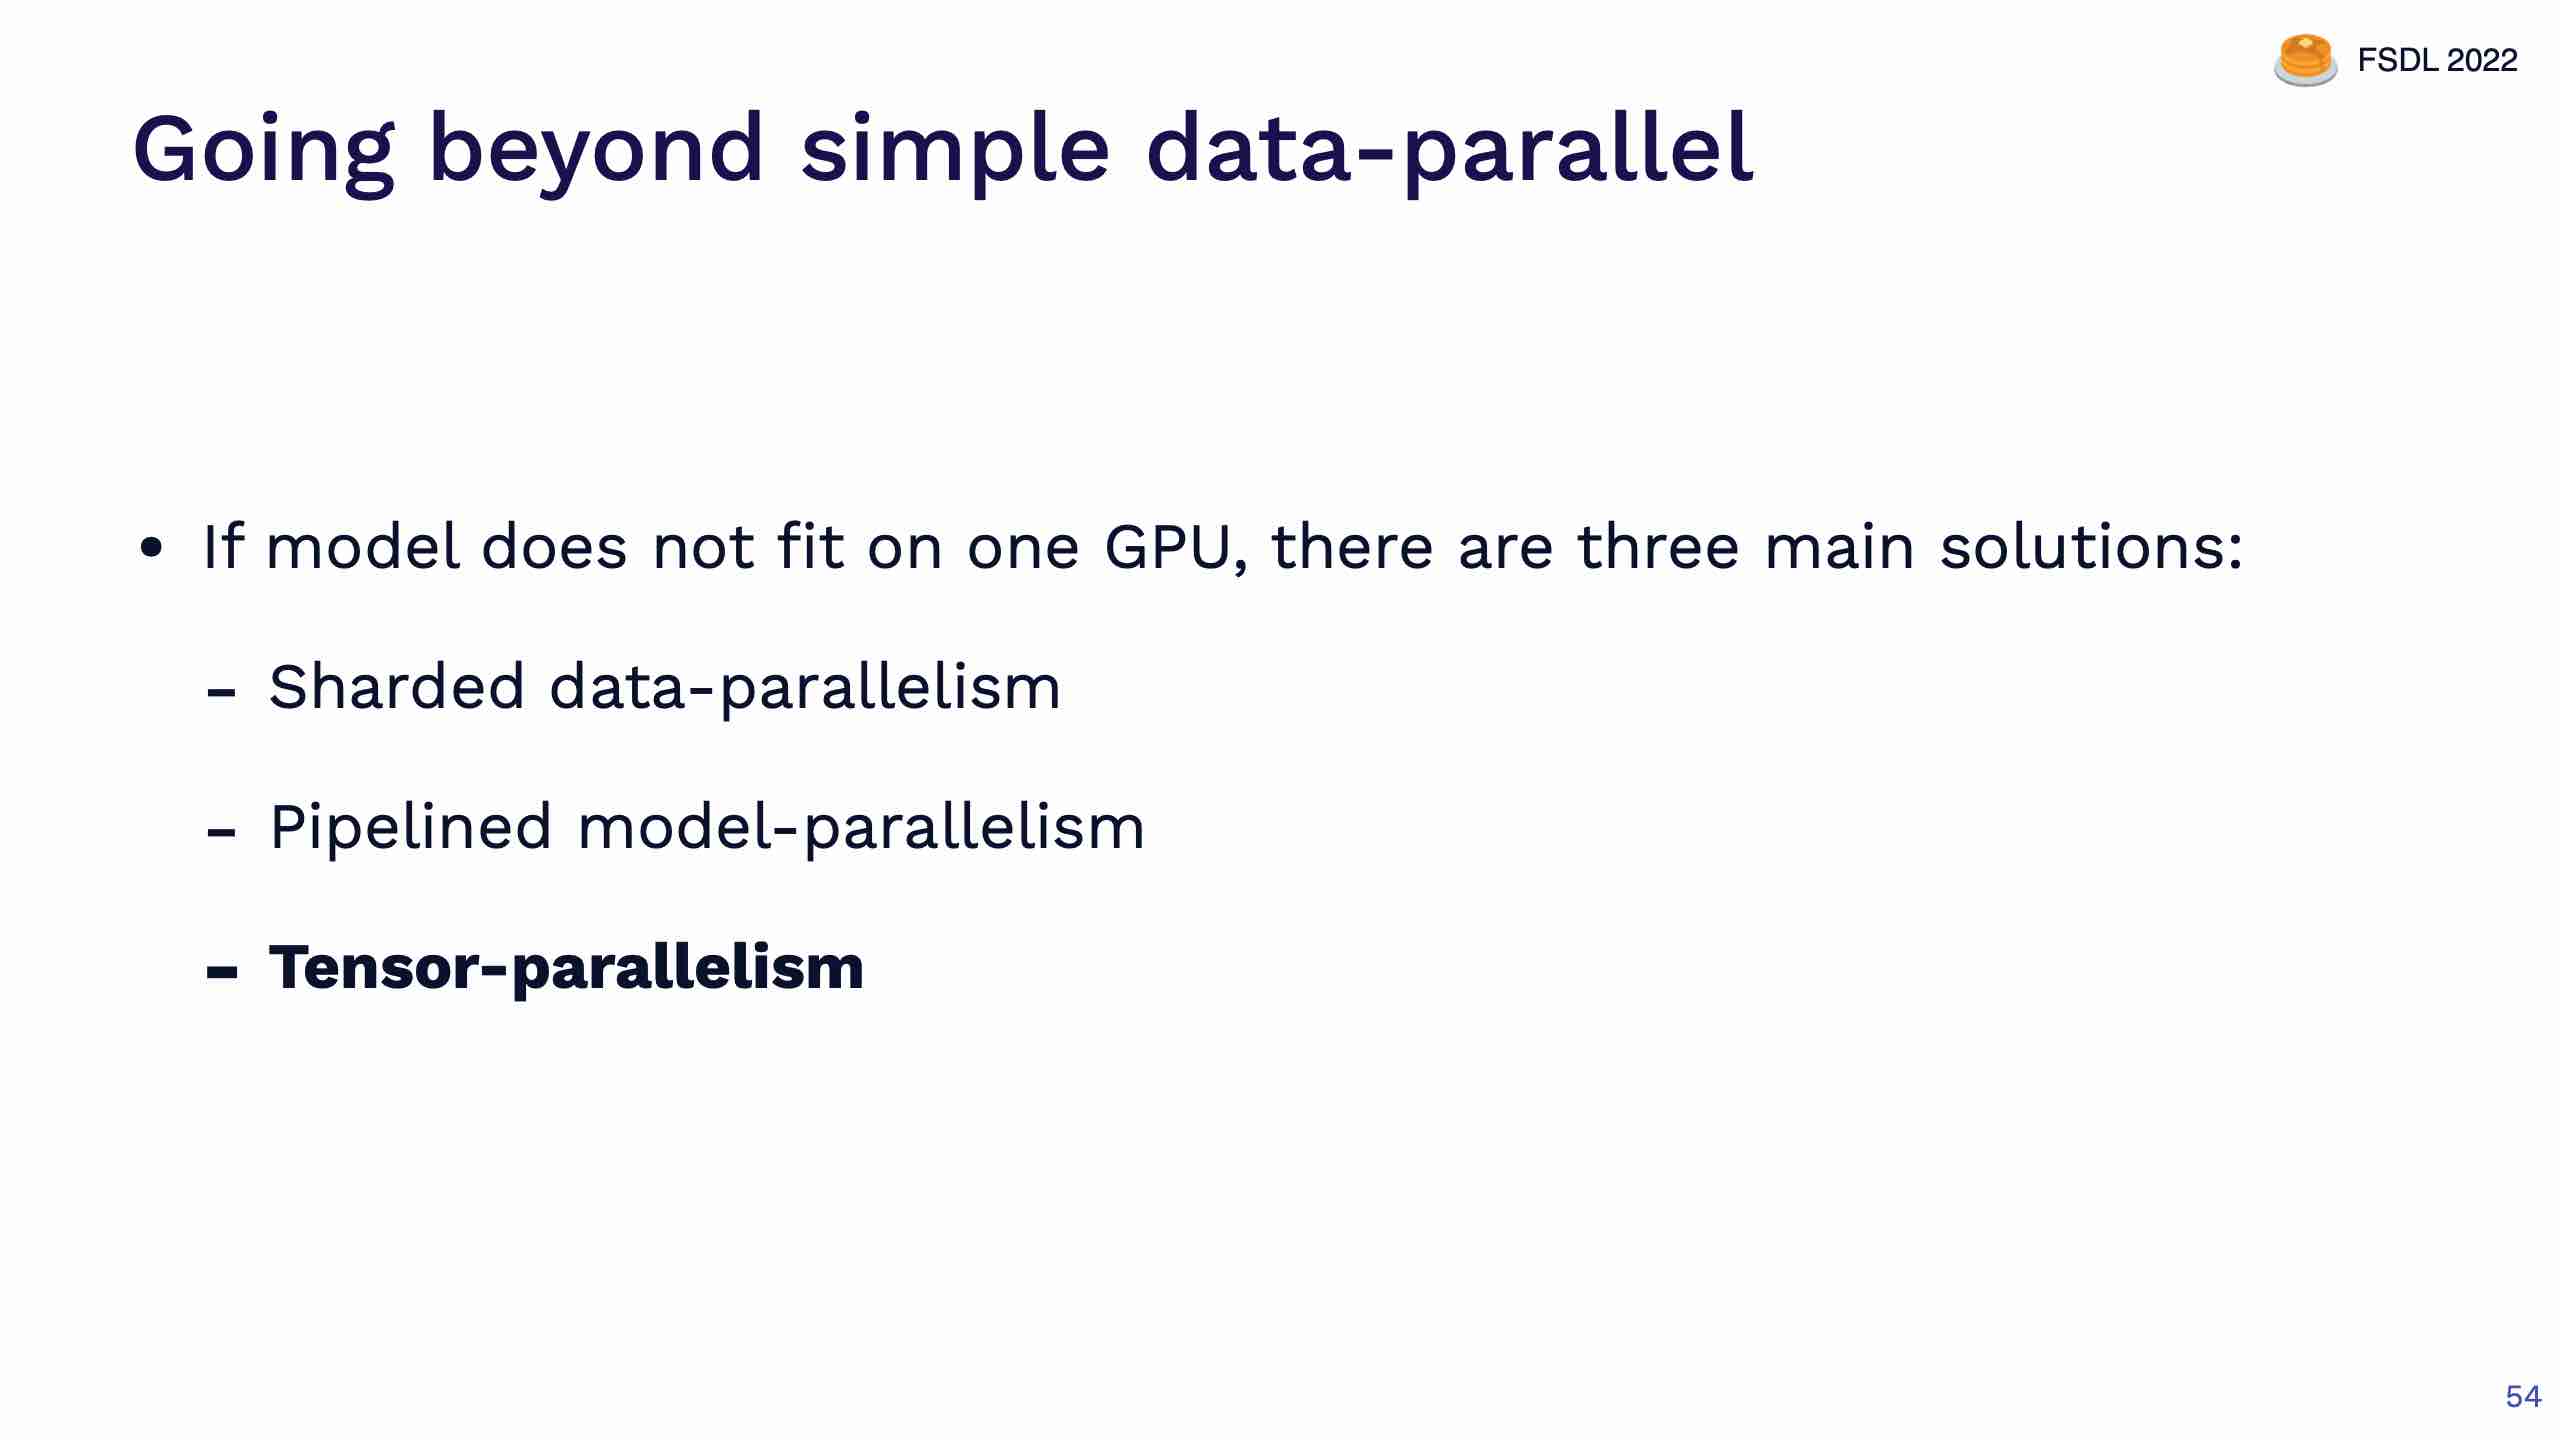 FSDL 2022
Going beyond simple data-parallel
• If model does not fit on one GPU, there are three main solutions:
- Sharded data-parallelism
- Pipelined model-parallelism
- Tensor-parallelism
54